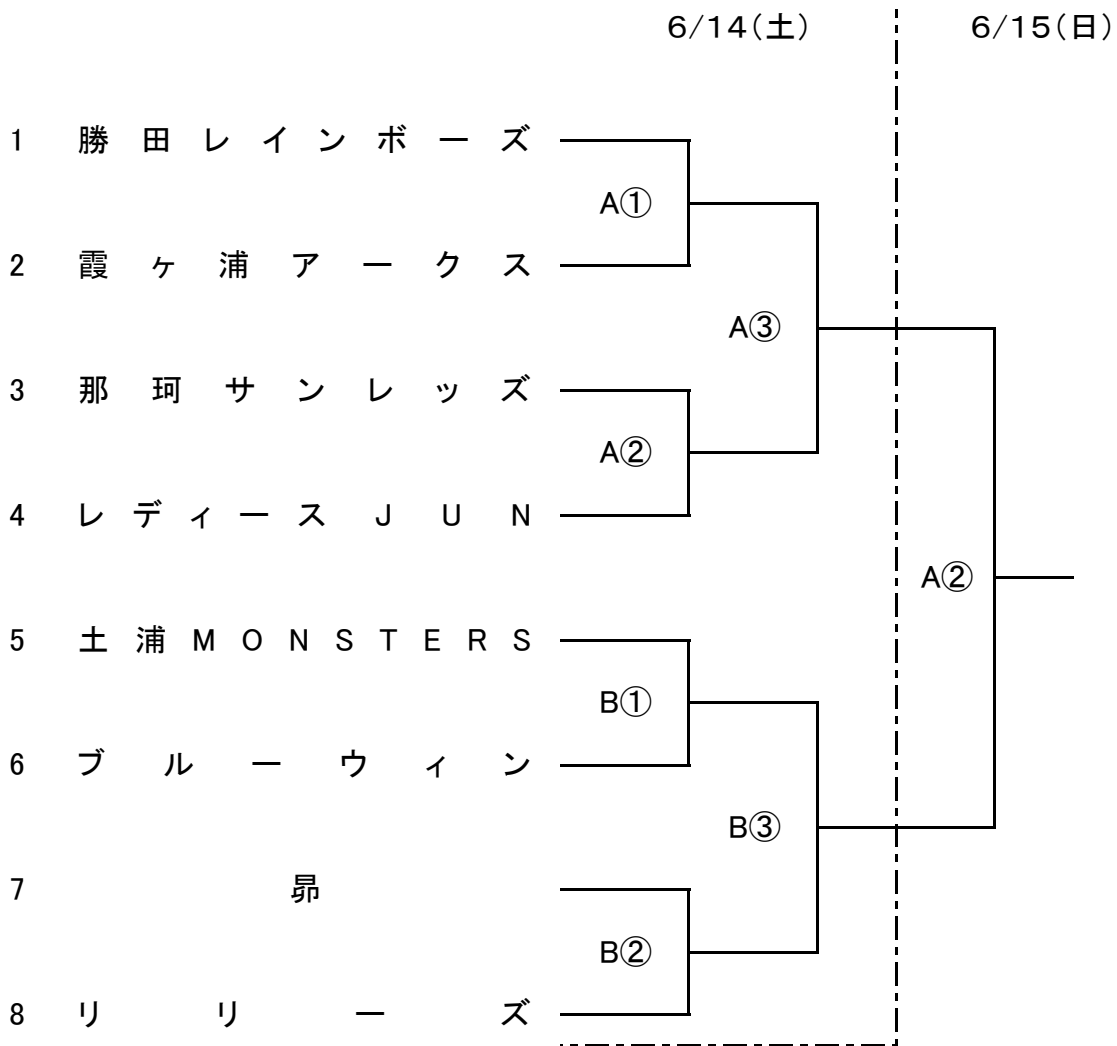 6/14(土) 6/15(日)
1 勝田レインボーズ
A①
2 霞ヶ浦アークス
A③
3 那珂サンレッズ
A②
4 レディースJUN
A②
5 土浦MONSTERS
B①
6 ブルーウィン
B③
7 昴
B②
8 リリーズ